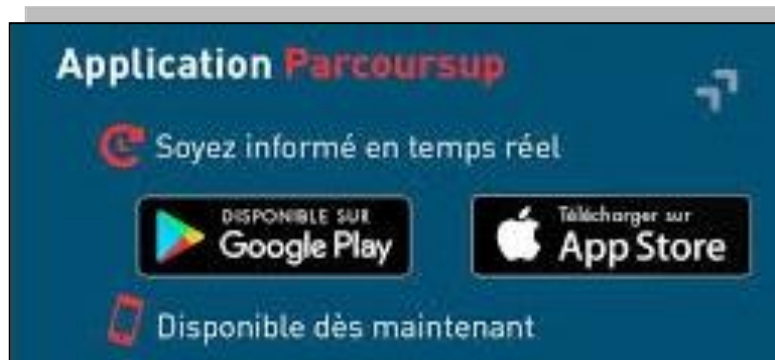 Application Parcoursup
Soyez informé en temps réel
DISPONIBLE SUR
Google Play
Télécharger sur
App Store
Disponible dès maintenant